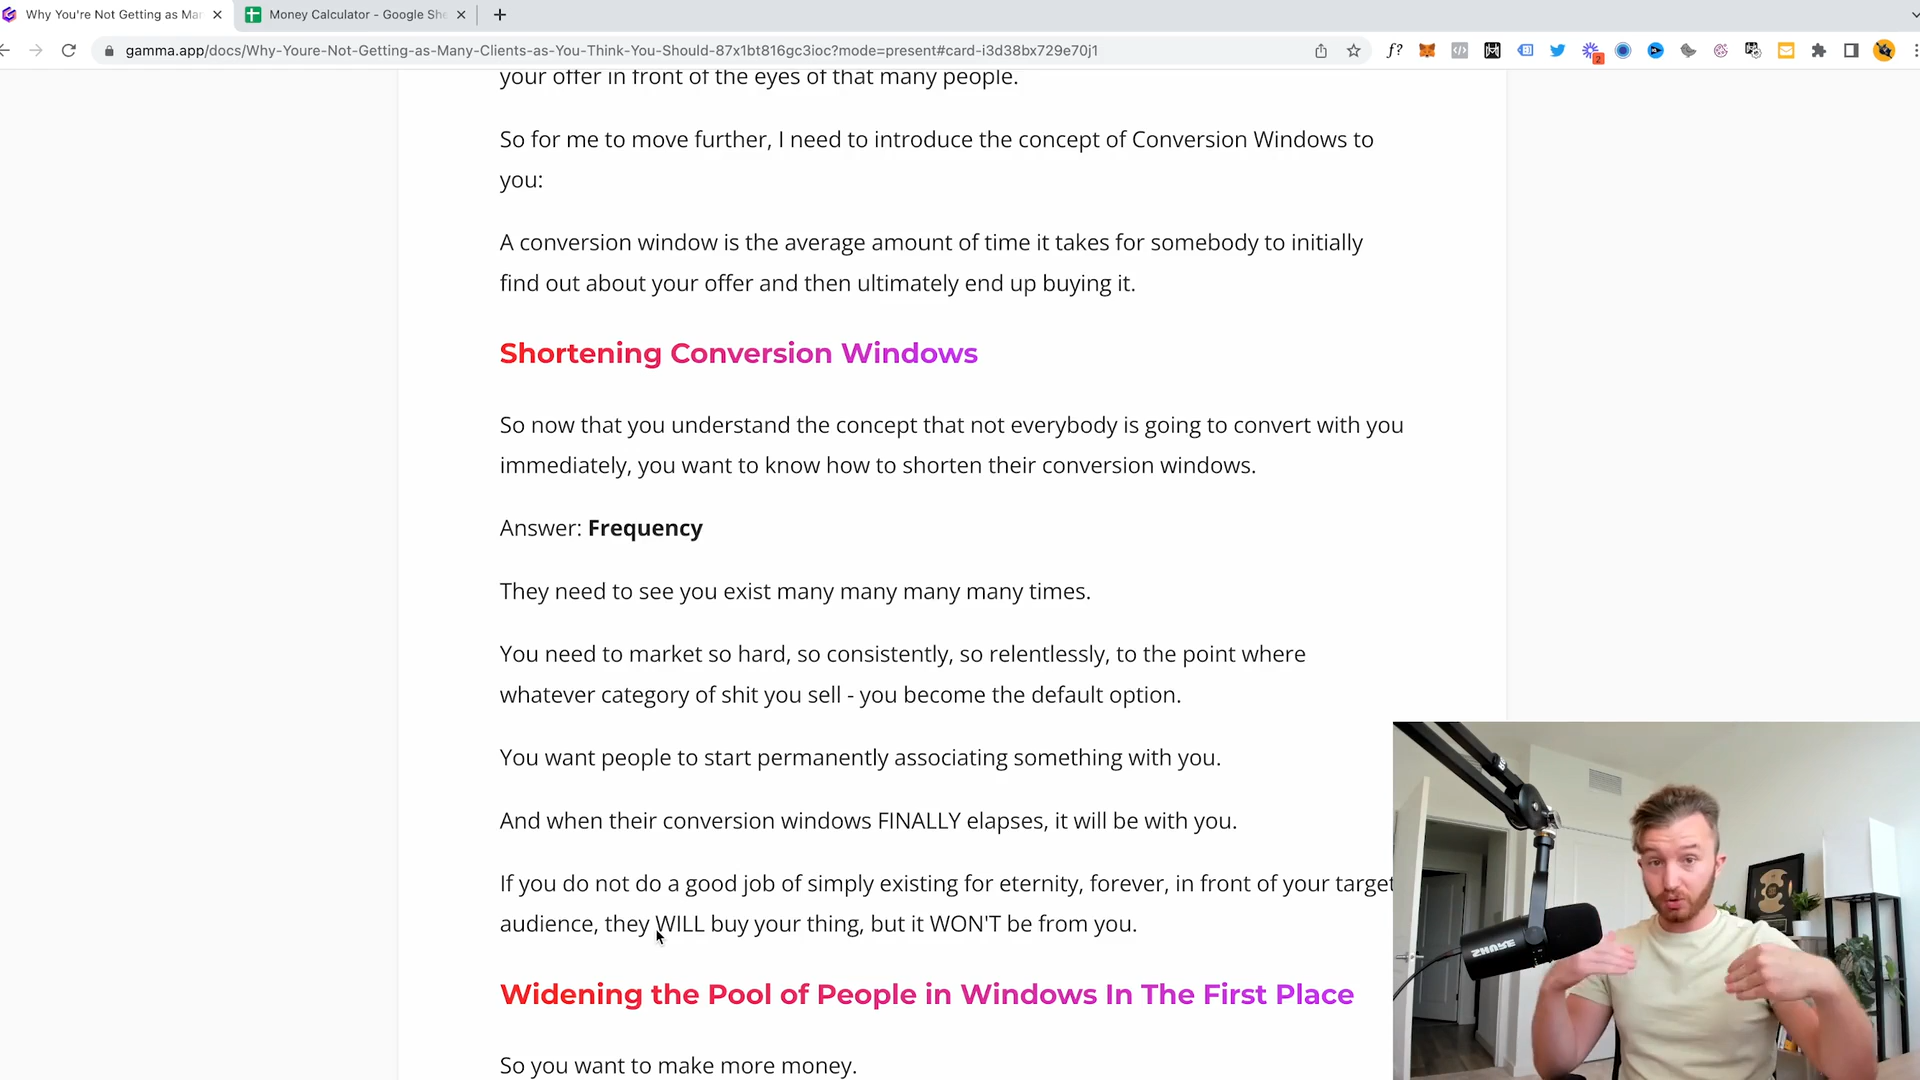 Why You're Not Getting as Mar
Money Calculator - Google She
gamma.app/docs/Why-Youre-Not-Getting-as-Many-Clients-as-You-Think-You-Should-87x1bt816gc3ioc?mode=present#card-i3d38bx729e70j1
f?
2
your offer in front of the eyes of that many people.
So for me to move further, I need to introduce the concept of Conversion Windows to
you:
A conversion window is the average amount of time it takes for somebody to initially
find out about your offer and then ultimately end up buying it.
Shortening Conversion Windows
So now that you understand the concept that not everybody is going to convert with you
immediately, you want to know how to shorten their conversion windows.
Answer: Frequency
They need to see you exist many many many many times.
You need to market so hard, so consistently, so relentlessly, to the point where
whatever category of shit you sell - you become the default option.
You want people to start permanently associating something with you.
And when their conversion windows FINALLY elapses, it will be with you.
If you do not do a good job of simply existing for eternity, forever, in front of your target
audience, they WILL buy your thing, but it WON'T be from you.
SHURE
Widening the Pool of People in Windows In The First Place
So you want to make more money.